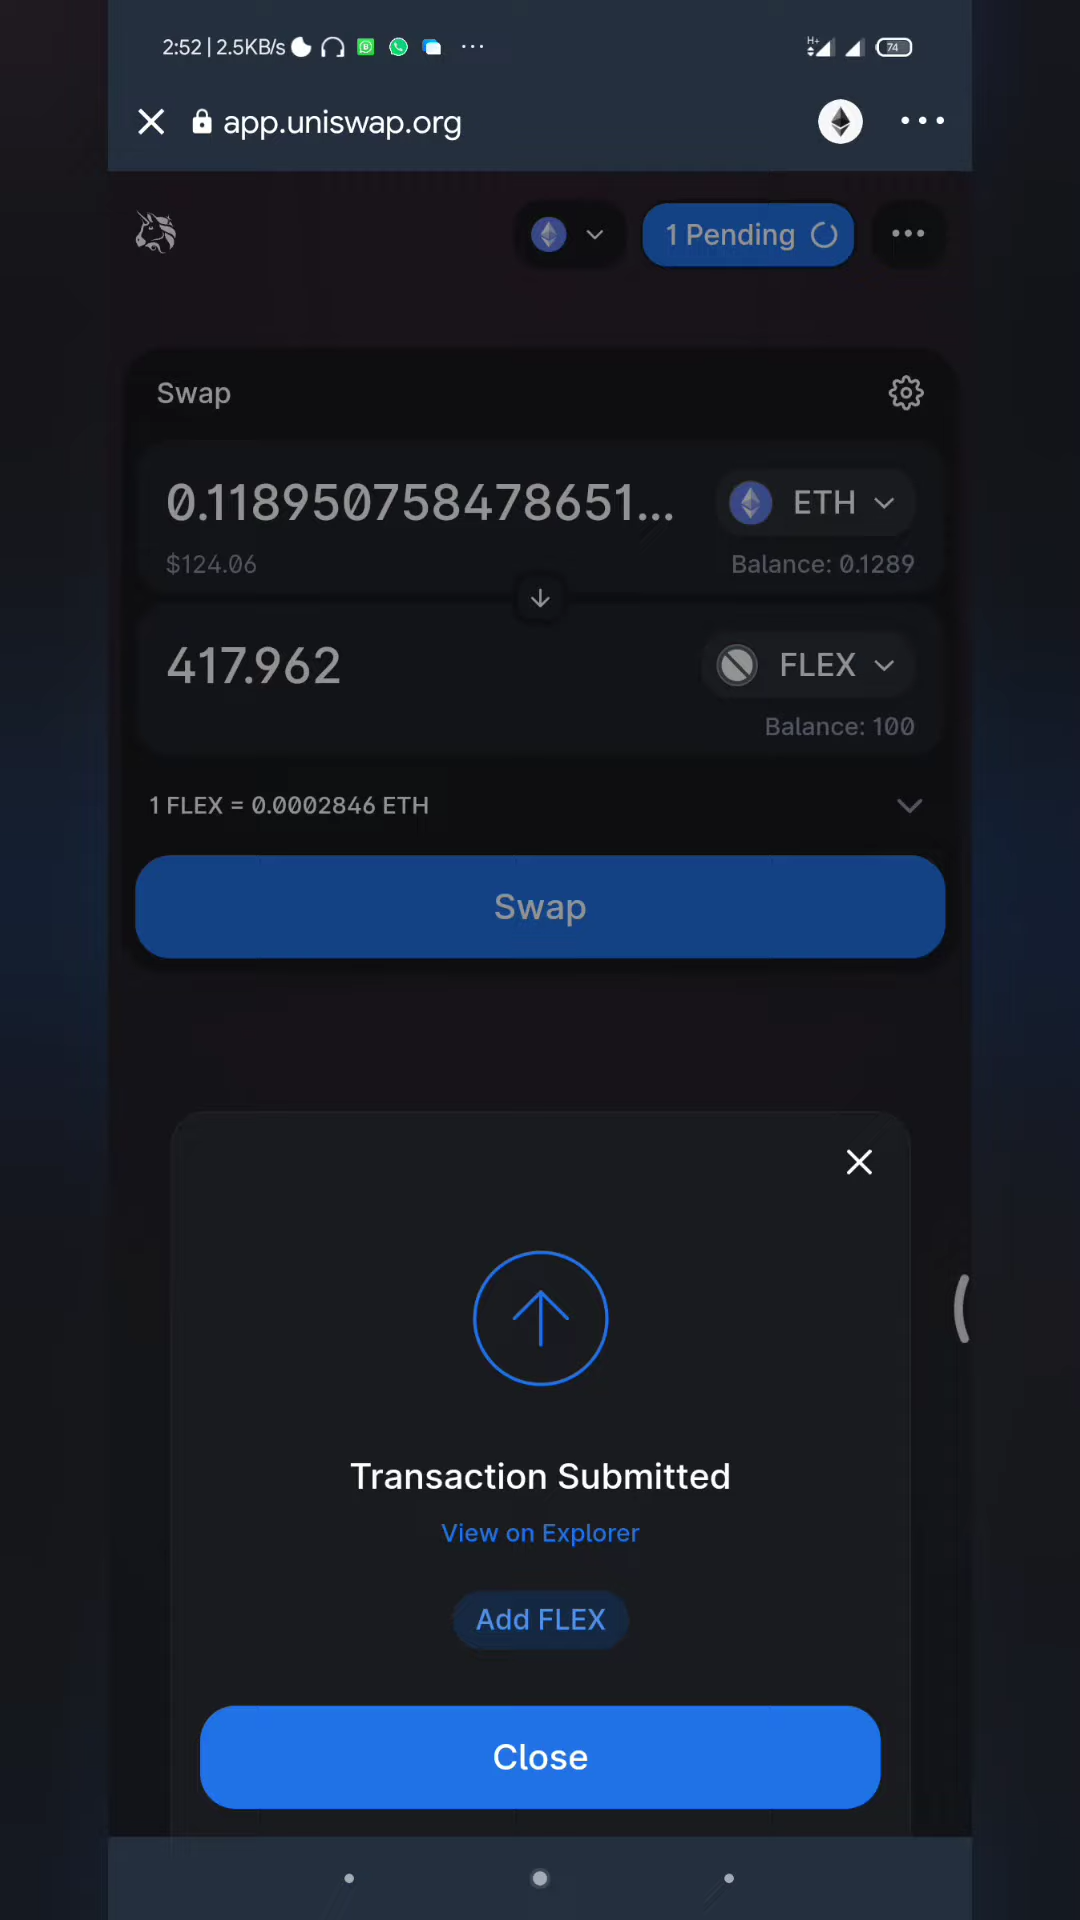 2:52 | 2.5KB/s
H+
74
app.uniswap.org
1 Pending
Swap
0.118950758478651...
ETH
$124.06
Balance: 0.1289
417.962
FLEX
Balance: 100
1 FLEX = 0.0002846 ETH
Swap
Transaction Submitted
View on Explorer
Add FLEX
Close